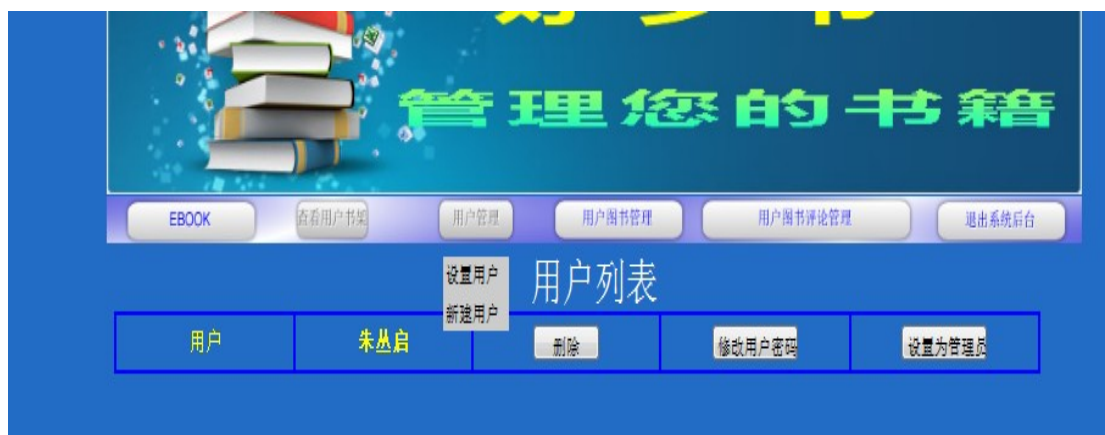 管理您的书籍
EBOOK 查看用户书架 用户管理 用户图书管理 用户图书评论管理 退出系统后台
设置用户
新建用户
用户列表
用户 朱丛启 删除 修改用户密码 设置为管理员